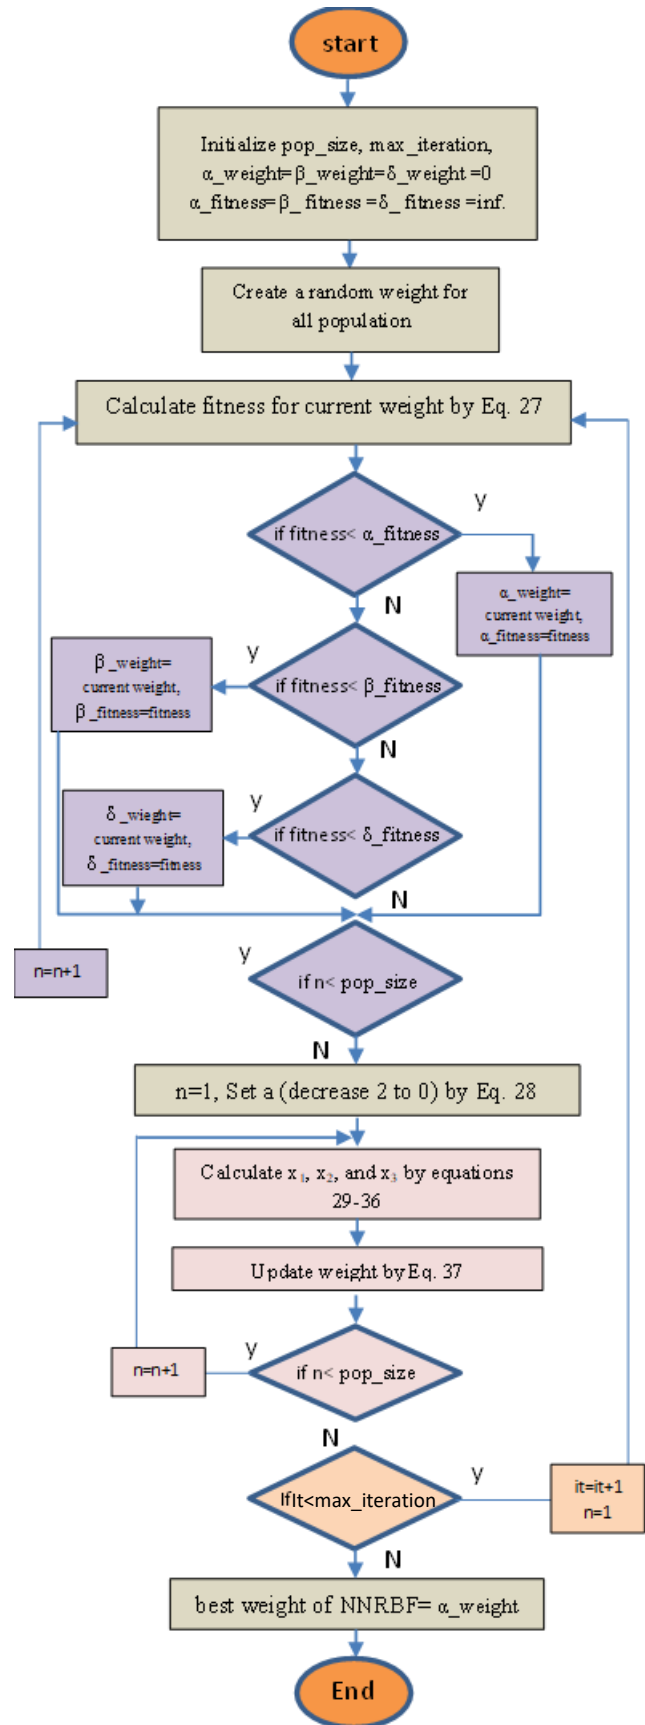 start
Initialize pop_size, max_iteration,
α_weight=β_weight=δ_weight =0
α_fitness=β_ fitness =δ_ fitness =inf.
Create a random weight for
all population
Calculate fitness for current weight by Eq. 27
y
if fitness< α_fitness
α_weight=
current weight,
α_fitness=fitness
N
y
β_weight=
current weight,
β_fitness=fitness
if fitness< β_fitness
N
y
δ_wieght=
current weight,
δ_fitness=fitness
if fitness< δ_fitness
N
y
n=n+1
if n< pop_size
N
n=1, Set a (decrease 2 to 0) by Eq. 28
Calculate x₁, x₂, and x₃ by equations
29-36
Update weight by Eq. 37
y
n=n+1
if n< pop_size
N
y
IfIt<max_iteration
it=it+1
n=1
N
best weight of NNRBF= α_weight
End